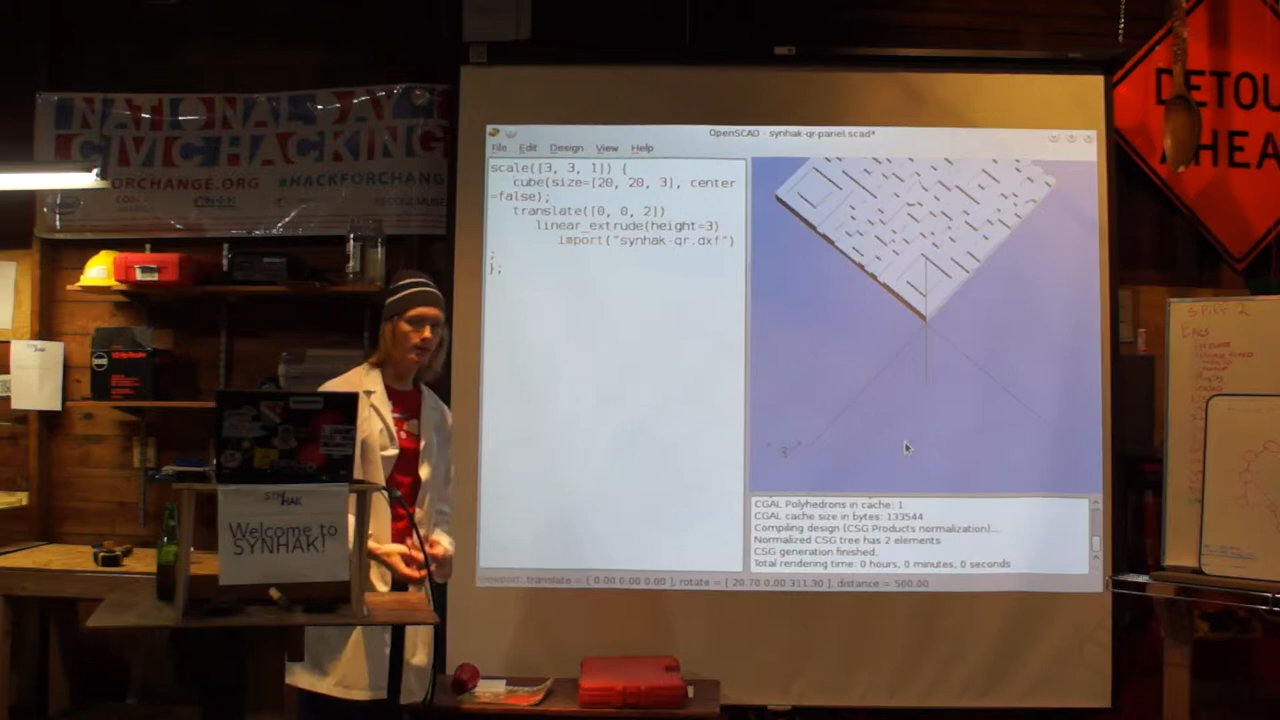 NATIONAL DAY
CIVIC HACKING
ORCHANGE.ORG #HACKFORCHANG
DETOU
AHEA
OpenSCAD - synhak-qr-panel.scad*
File Edit Design View Help
scale([3, 3, 1]) {
cube(size=[20, 20, 3], center
=false);
translate([0, 0, 2])
linear_extrude(height=3)
import("synhak-qr.dxf")
;
};
CGAL Polyhedrons in cache: 1
CGAL cache size in bytes: 133544
Compiling design (CSG Products normalization)...
Normalized CSG tree has 2 elements
CSG generation finished.
Total rendering time: 0 hours, 0 minutes, 0 seconds
Viewport: translate = [ 0.00 0.00 0.00 ], rotate = [ 20.70 0.00 311.30 ], distance = 500.00
SYNHAK
Welcome to
SYNHAK!